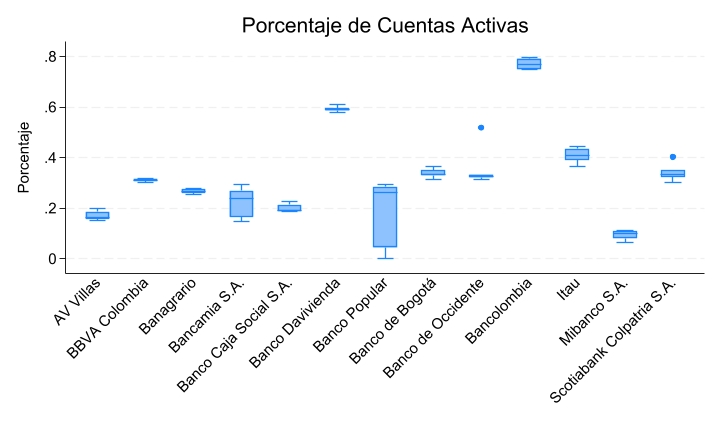 Porcentaje de Cuentas Activas
Porcentaje
.8
.6
.4
.2
0
AV Villas
BBVA Colombia
Banagrario
Bancamia S.A.
Banco Caja Social S.A.
Banco Davivienda
Banco Popular
Banco de Bogotá
Banco de Occidente
Bancolombia
Itau
Mibanco S.A.
Scotiabank Colpatria S.A.